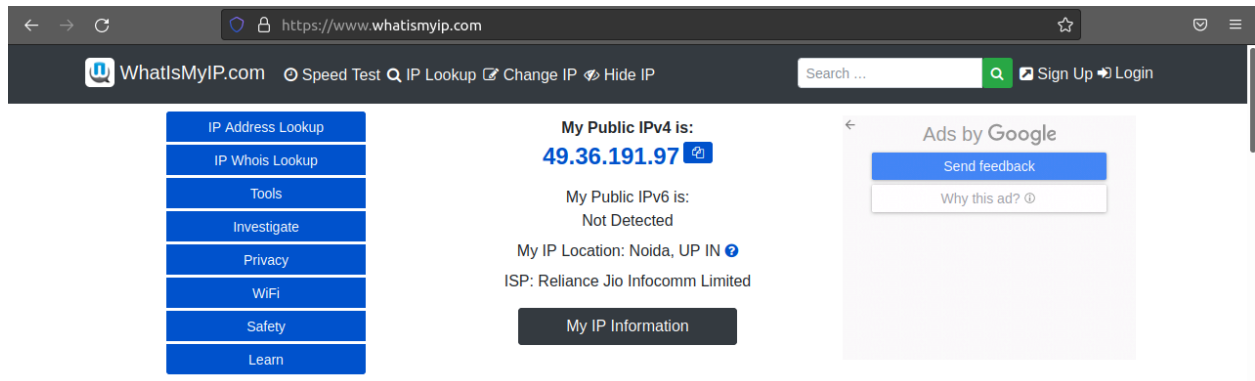 https://www.whatismyip.com
WhatIsMyIP.com Speed Test IP Lookup Change IP Hide IP Search ... Sign Up Login
IP Address Lookup
IP Whois Lookup
Tools
Investigate
Privacy
WiFi
Safety
Learn
My Public IPv4 is:
49.36.191.97
My Public IPv6 is:
Not Detected
My IP Location: Noida, UP IN
ISP: Reliance Jio Infocomm Limited
My IP Information
Ads by Google
Send feedback
Why this ad?